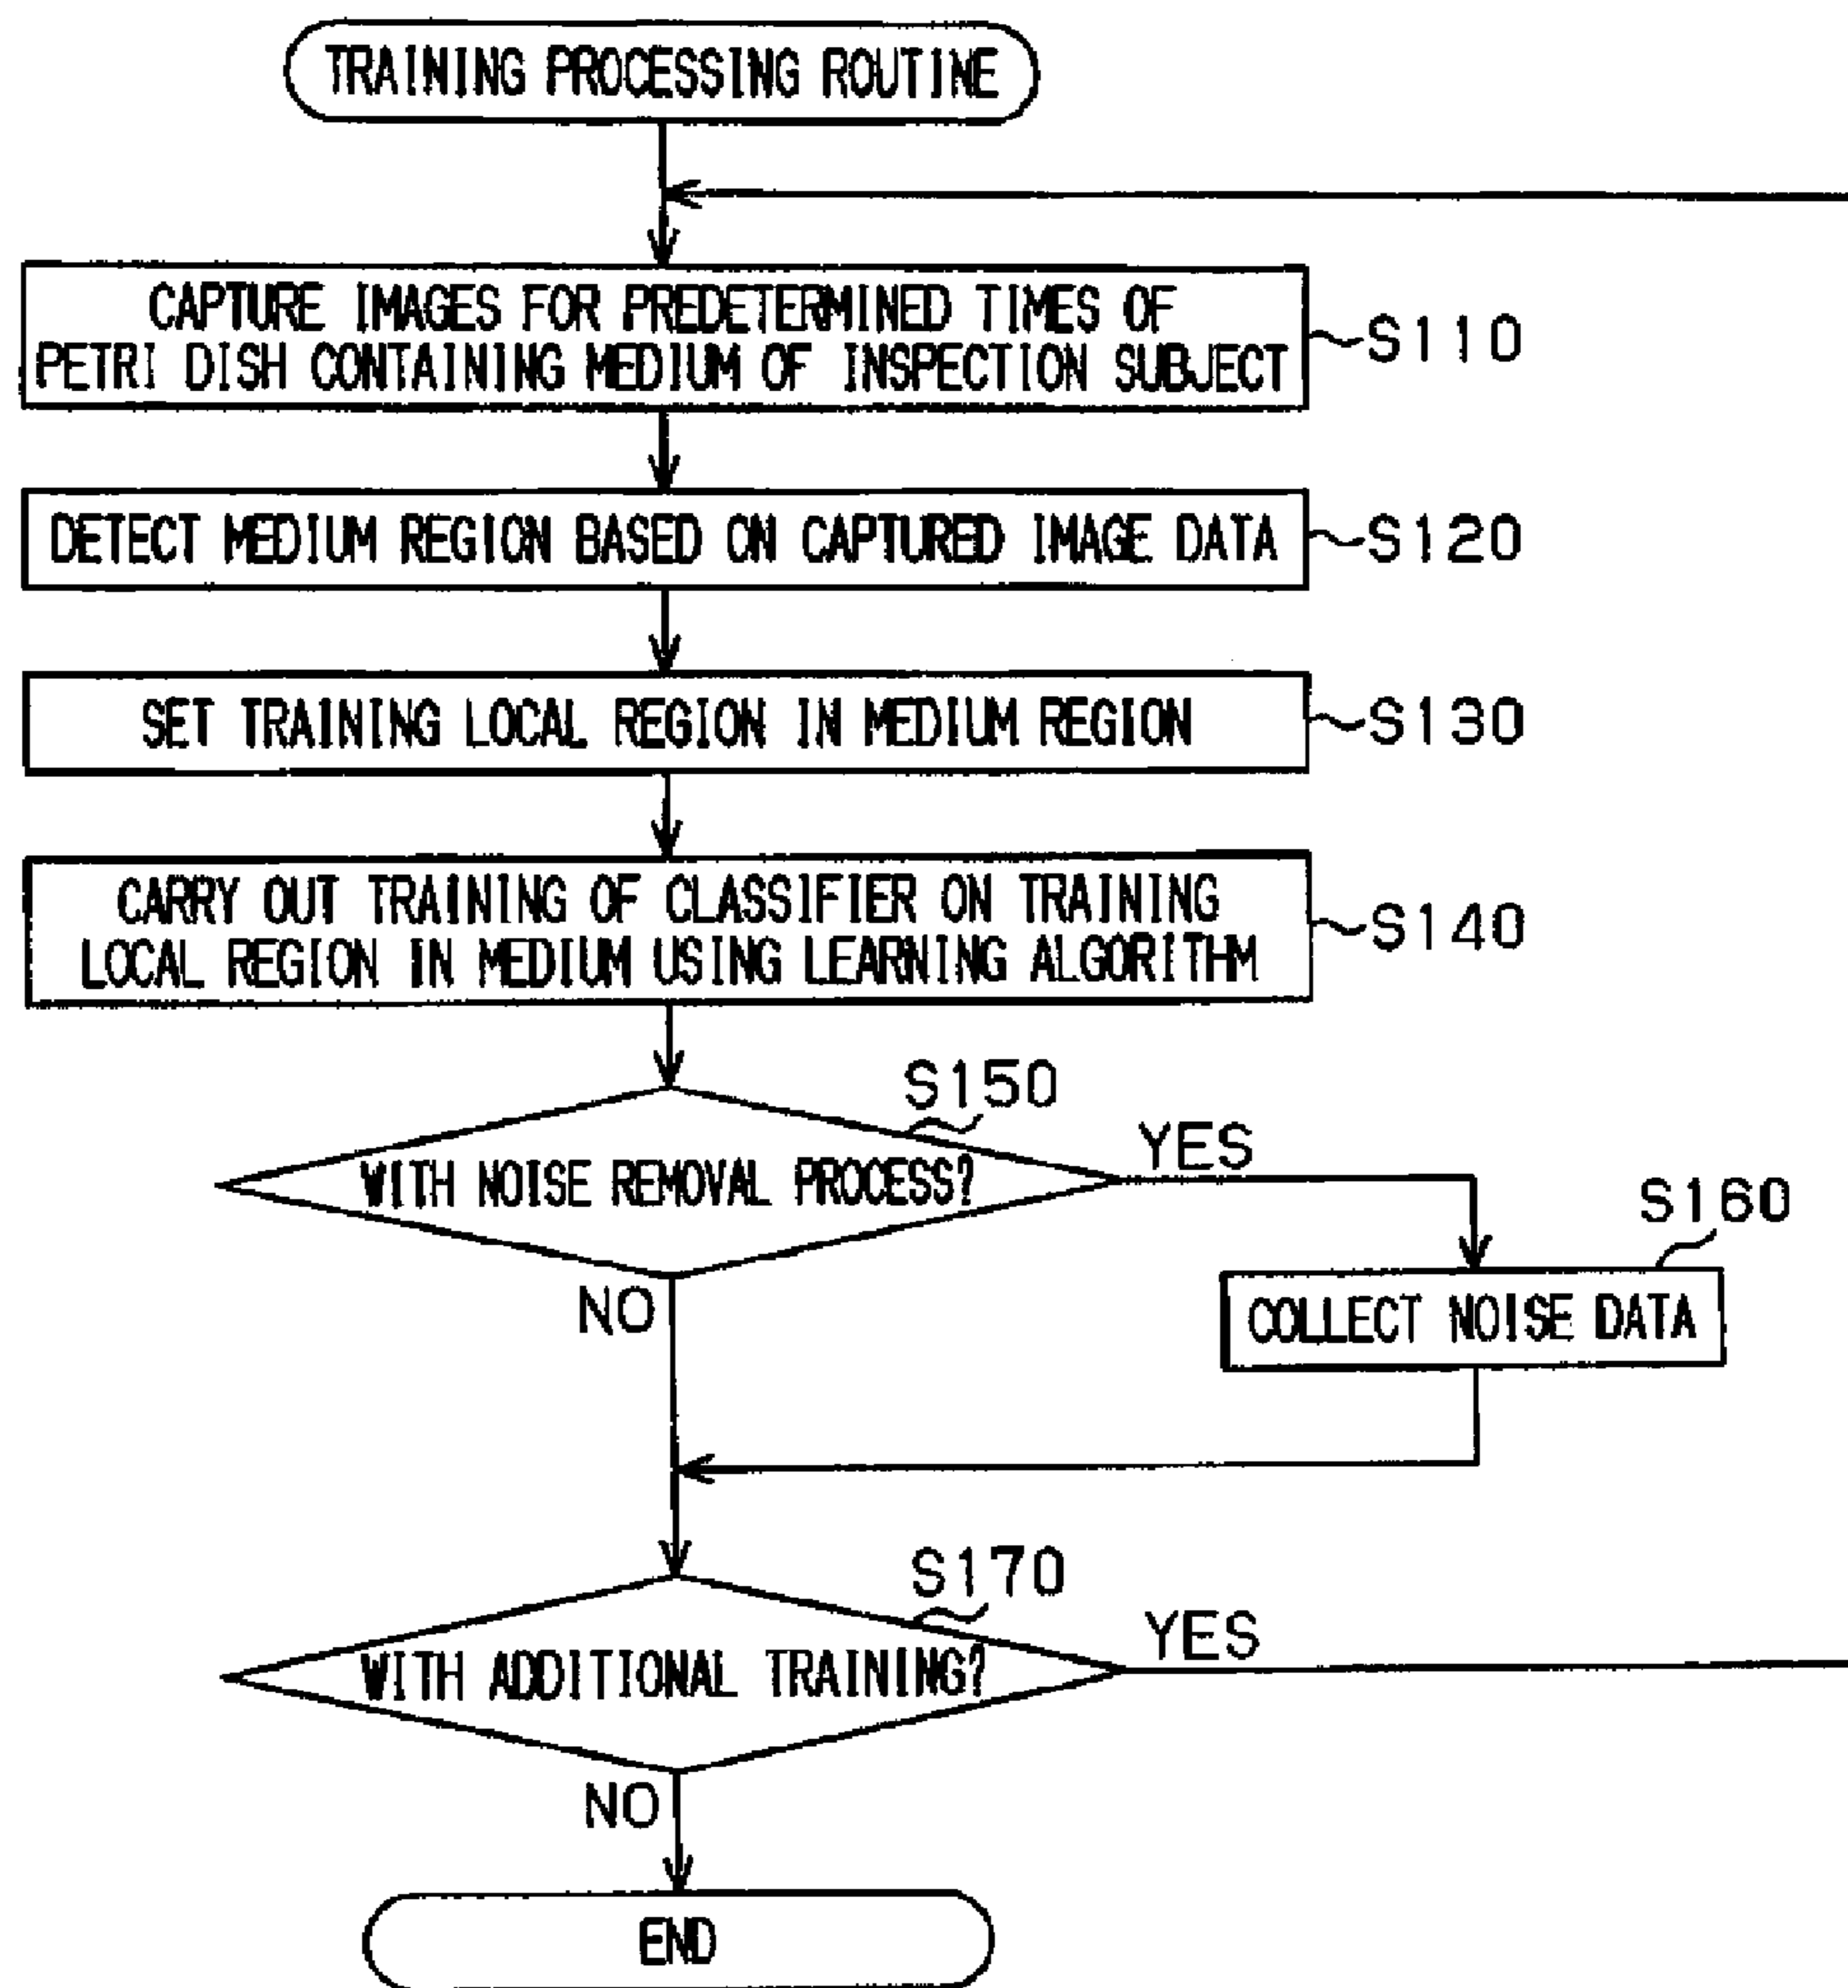 TRAINING PROCESSING ROUTINE
CAPTURE IMAGES FOR PREDETERMINED TIMES OF
PETRI DISH CONTAINING MEDIUM OF INSPECTION SUBJECT
S110
DETECT MEDIUM REGION BASED ON CAPTURED IMAGE DATA
S120
SET TRAINING LOCAL REGION IN MEDIUM REGION
S130
CARRY OUT TRAINING OF CLASSIFIER ON TRAINING
LOCAL REGION IN MEDIUM USING LEARNING ALGORITHM
S140
S150
WITH NOISE REMOVAL PROCESS?
YES
S160
NO
COLLECT NOISE DATA
S170
WITH ADDITIONAL TRAINING?
YES
NO
END